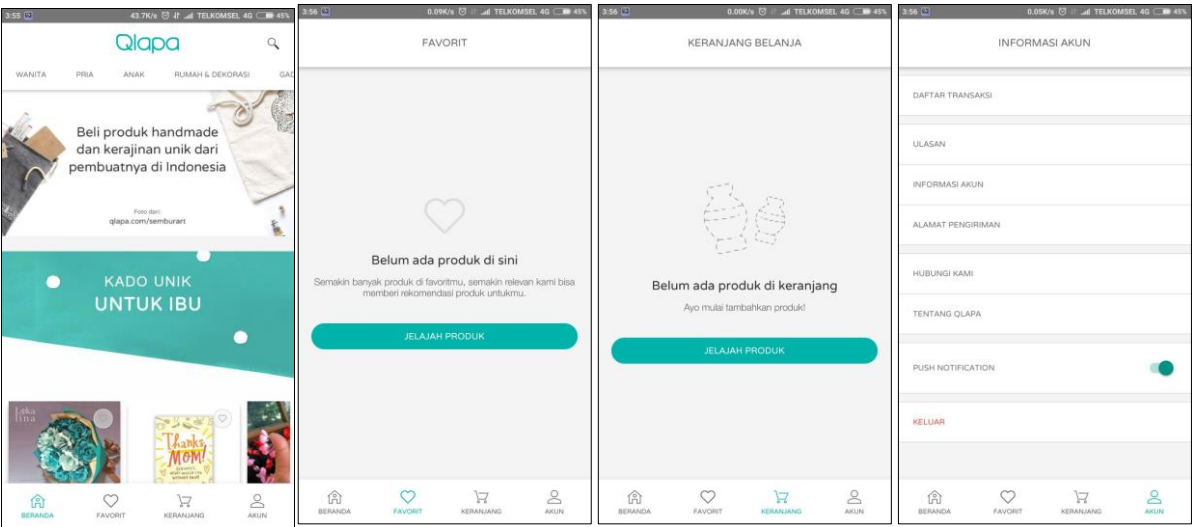 3:55
43.7K/s
TELKOMSEL 4G
45%
Qlapa
WANITA
PRIA
ANAK
RUMAH & DEKORASI
GAD
Beli produk handmade
dan kerajinan unik dari
pembuatnya di Indonesia
Foto dari:
qlapa.com/semburart
KADO UNIK
UNTUK IBU
Thanks,
MOM!
BERANDA
FAVORIT
KERANJANG
AKUN
3:56
0.09K/s
TELKOMSEL 4G
45%
FAVORIT
Belum ada produk di sini
Semakin banyak produk di favoritmu, semakin relevan kami bisa
memberi rekomendasi produk untukmu.
JELAJAH PRODUK
BERANDA
FAVORIT
KERANJANG
AKUN
3:56
0.00K/s
TELKOMSEL 4G
45%
KERANJANG BELANJA
Belum ada produk di keranjang
Ayo mulai tambahkan produk!
JELAJAH PRODUK
BERANDA
FAVORIT
KERANJANG
AKUN
3:56
0.05K/s
TELKOMSEL 4G
45%
INFORMASI AKUN
DAFTAR TRANSAKSI
ULASAN
INFORMASI AKUN
ALAMAT PENGIRIMAN
HUBUNGI KAMI
TENTANG QLAPA
PUSH NOTIFICATION
KELUAR
BERANDA
FAVORIT
KERANJANG
AKUN